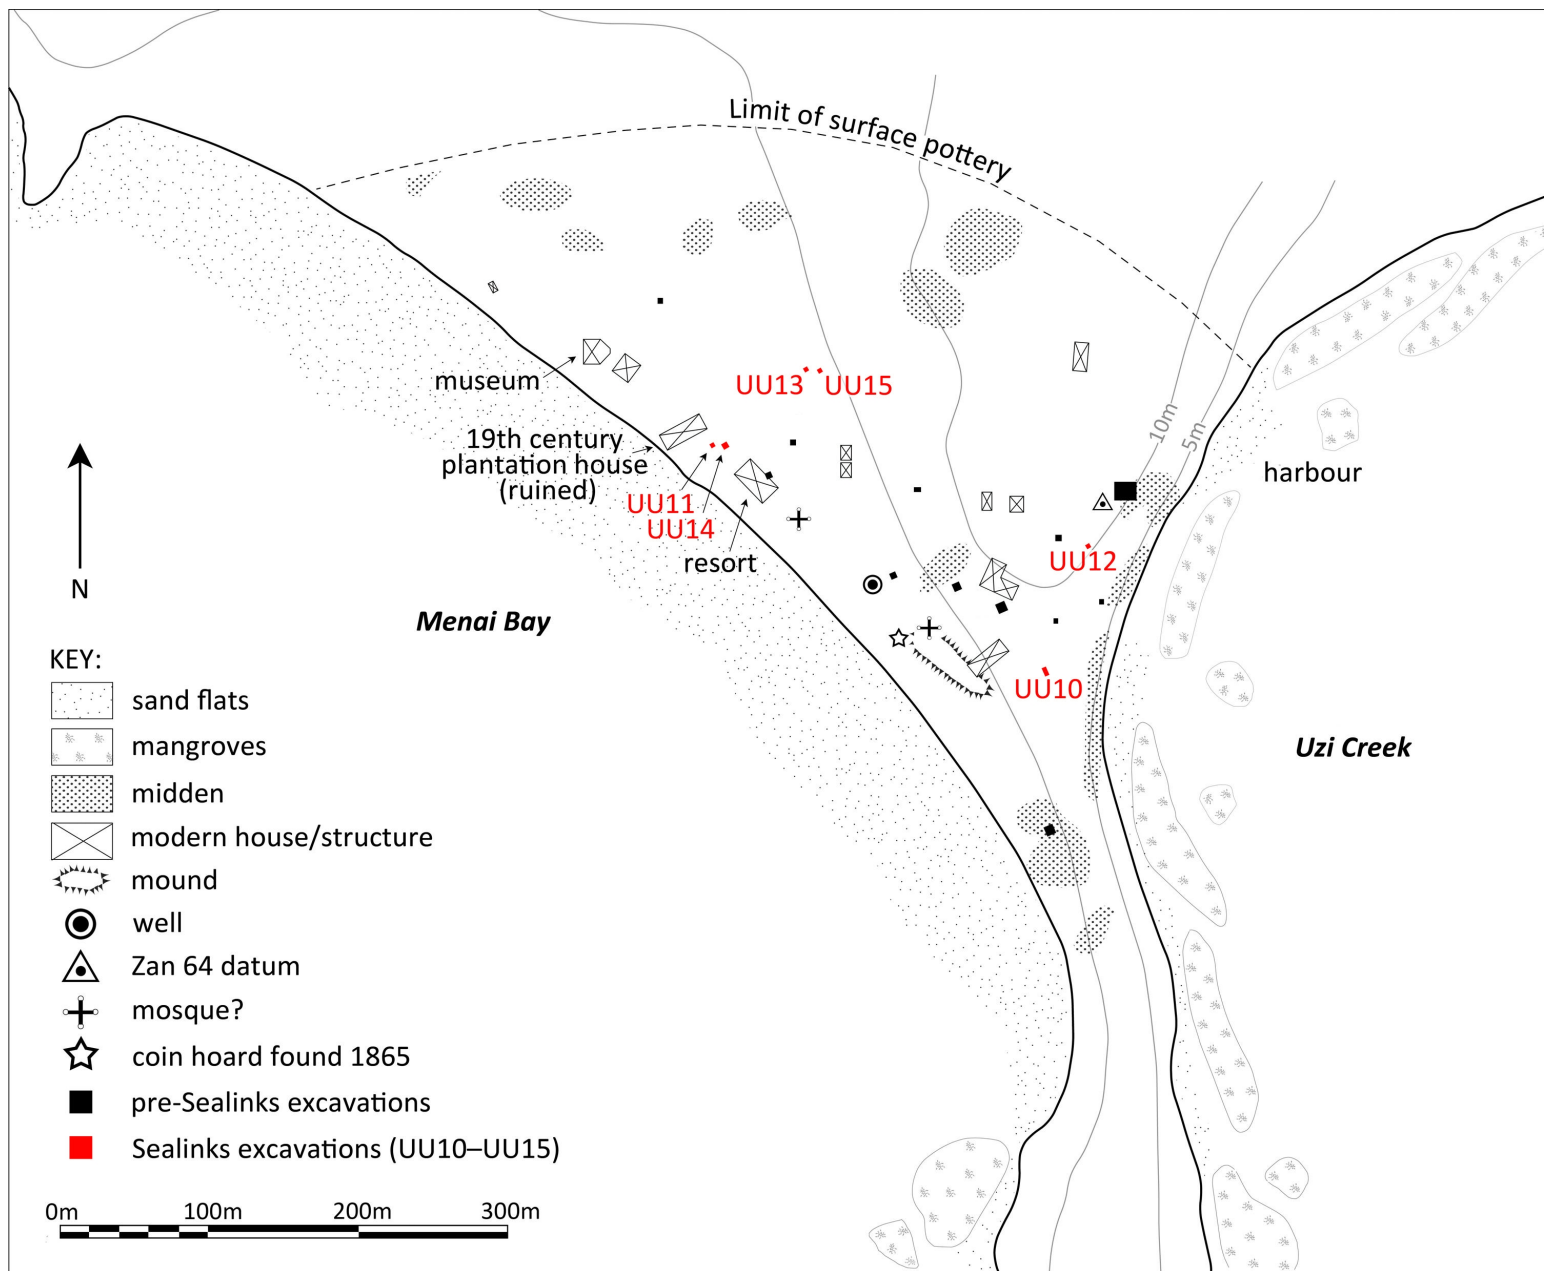 Limit of surface pottery
museum
UU13
UU15
19th century
plantation house
(ruined)
UU11
UU14
resort
10m
5m
harbour
UU12
N
Menai Bay
UU10
Uzi Creek
KEY:
sand flats
mangroves
midden
modern house/structure
mound
well
Zan 64 datum
mosque?
coin hoard found 1865
pre-Sealinks excavations
Sealinks excavations (UU10–UU15)
0m 100m 200m 300m